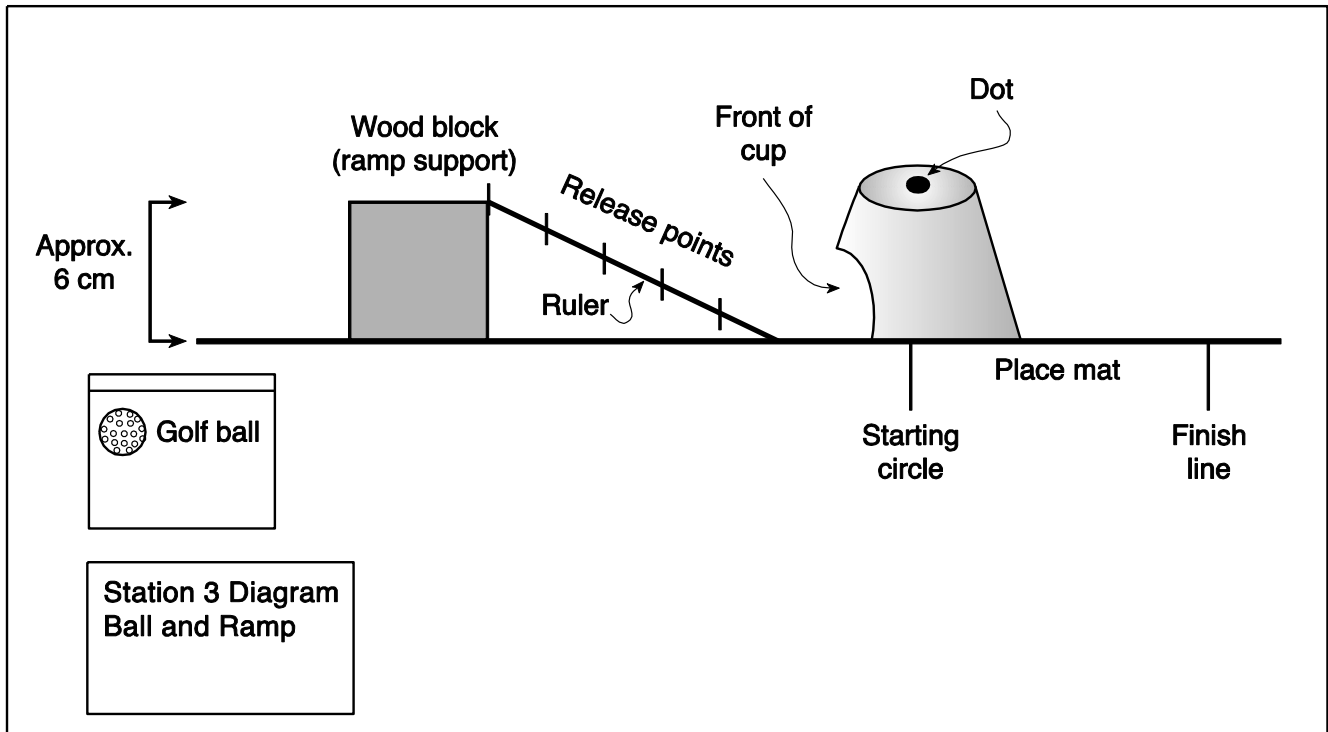 Dot
Front of
cup
Wood block
(ramp support)
Release points
Approx.
6 cm
Ruler
Place mat
Golf ball
Starting
circle
Finish
line
Station 3 Diagram
Ball and Ramp